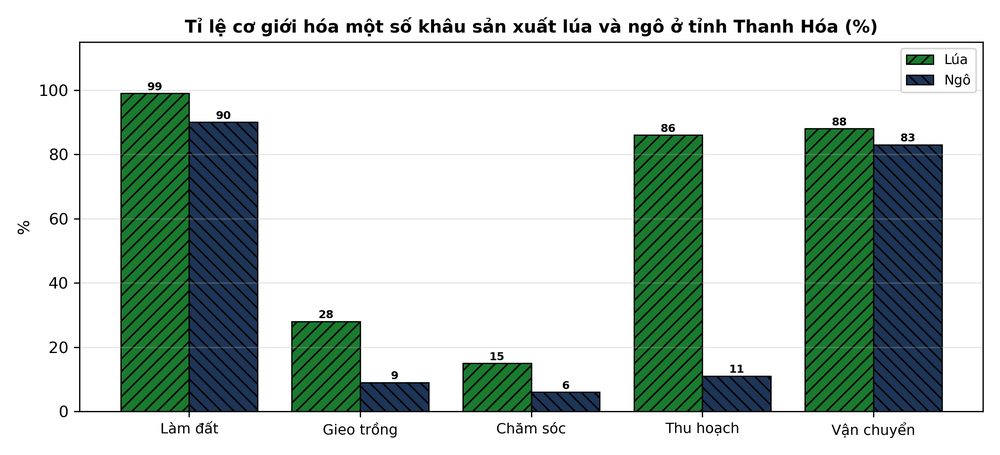 Tỉ lệ cơ giới hóa một số khâu sản xuất lúa và ngô ở tỉnh Thanh Hóa (%)
Lúa
Ngô
%
100
80
60
40
20
0
99
90
28
9
15
6
86
11
88
83
Làm đất
Gieo trồng
Chăm sóc
Thu hoạch
Vận chuyển